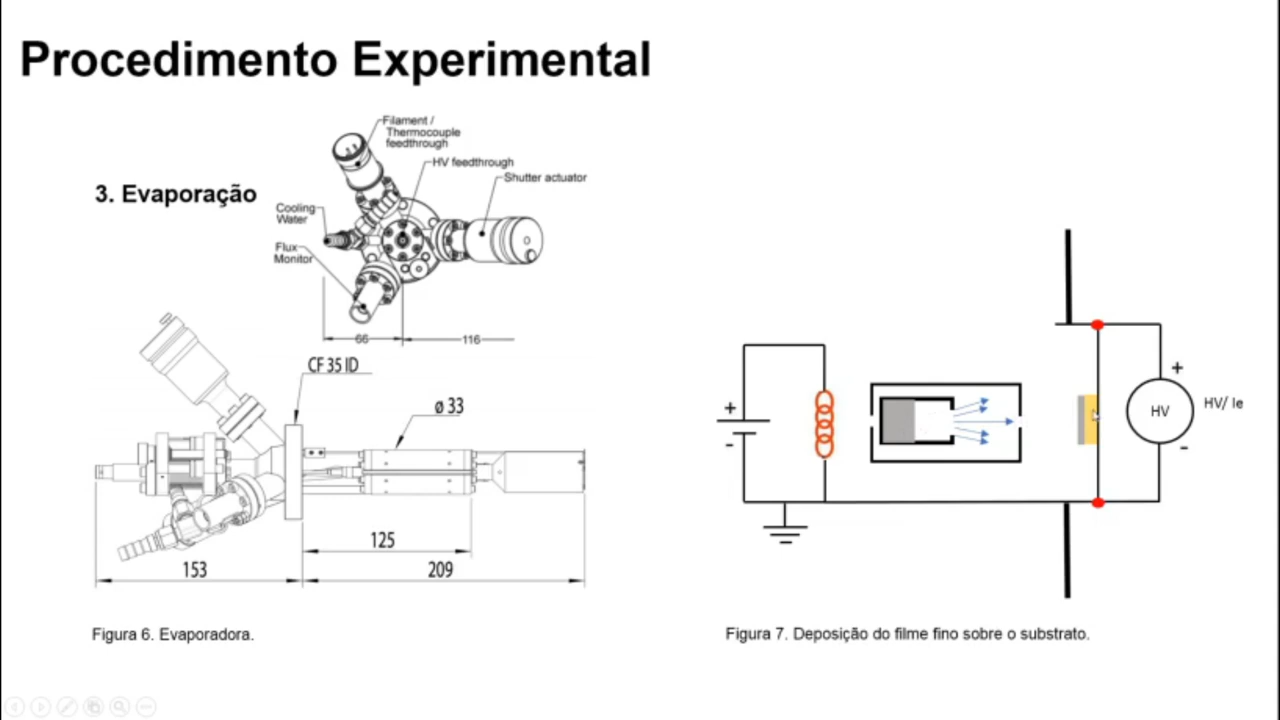 Procedimento Experimental
3. Evaporação
Filament /
Thermocouple
feedthrough
HV feedthrough
Shutter actuator
Cooling
Water
Flux
Monitor
66
116
CF 35 ID
ø 33
125
153
209
Figura 6. Evaporadora.
+
-
+
HV
HV/ Ie
-
Figura 7. Deposição do filme fino sobre o substrato.